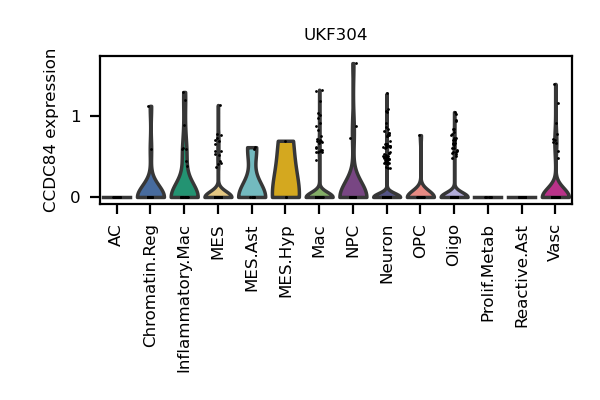 UKF304
CCDC84 expression
1
0
AC
Chromatin.Reg
Inflammatory.Mac
MES
MES.Ast
MES.Hyp
Mac
NPC
Neuron
OPC
Oligo
Prolif.Metab
Reactive.Ast
Vasc